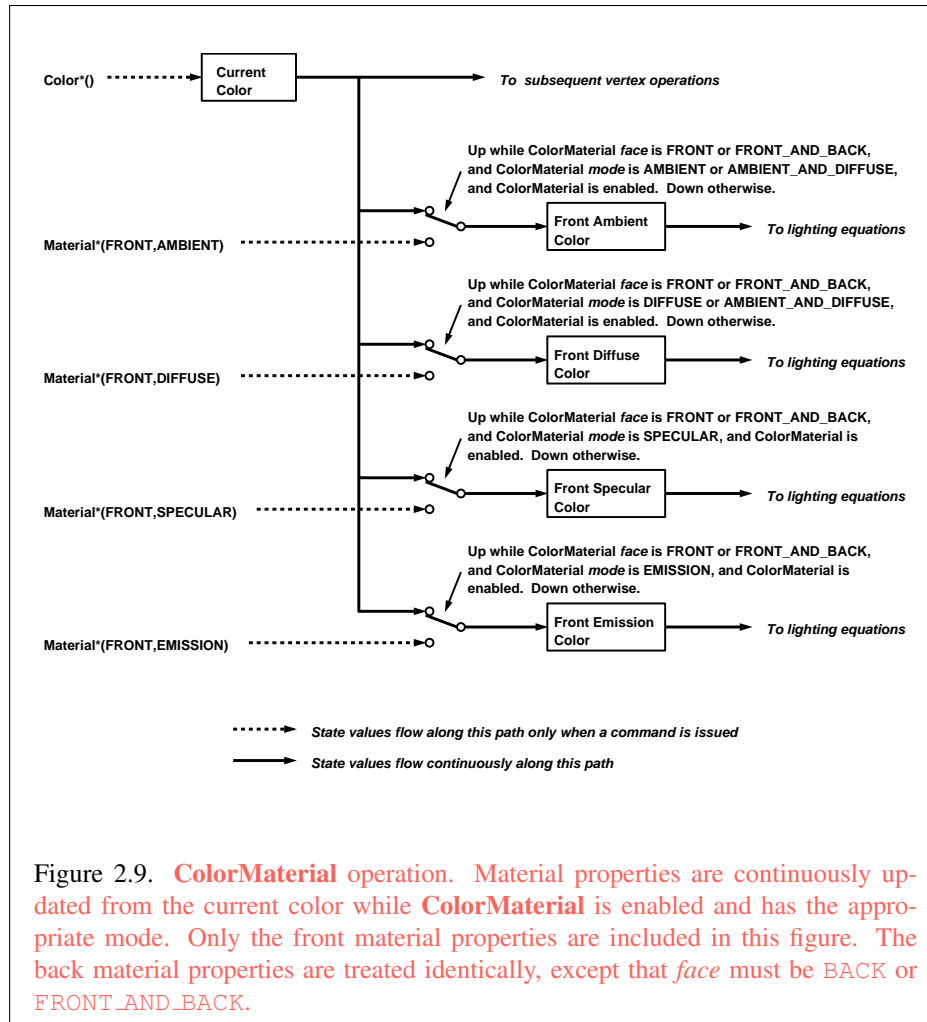 Color*()
Current
Color
To subsequent vertex operations
Up while ColorMaterial face is FRONT or FRONT_AND_BACK,
and ColorMaterial mode is AMBIENT or AMBIENT_AND_DIFFUSE,
and ColorMaterial is enabled. Down otherwise.
Front Ambient
Color
To lighting equations
Material*(FRONT,AMBIENT)
Up while ColorMaterial face is FRONT or FRONT_AND_BACK,
and ColorMaterial mode is DIFFUSE or AMBIENT_AND_DIFFUSE,
and ColorMaterial is enabled. Down otherwise.
Front Diffuse
Color
To lighting equations
Material*(FRONT,DIFFUSE)
Up while ColorMaterial face is FRONT or FRONT_AND_BACK,
and ColorMaterial mode is SPECULAR, and ColorMaterial is
enabled. Down otherwise.
Front Specular
Color
To lighting equations
Material*(FRONT,SPECULAR)
Up while ColorMaterial face is FRONT or FRONT_AND_BACK,
and ColorMaterial mode is EMISSION, and ColorMaterial is
enabled. Down otherwise.
Front Emission
Color
To lighting equations
Material*(FRONT,EMISSION)
State values flow along this path only when a command is issued
State values flow continuously along this path
Figure 2.9. ColorMaterial operation. Material properties are continuously up-
dated from the current color while ColorMaterial is enabled and has the appro-
priate mode. Only the front material properties are included in this figure. The
back material properties are treated identically, except that face must be BACK or
FRONT_AND_BACK.